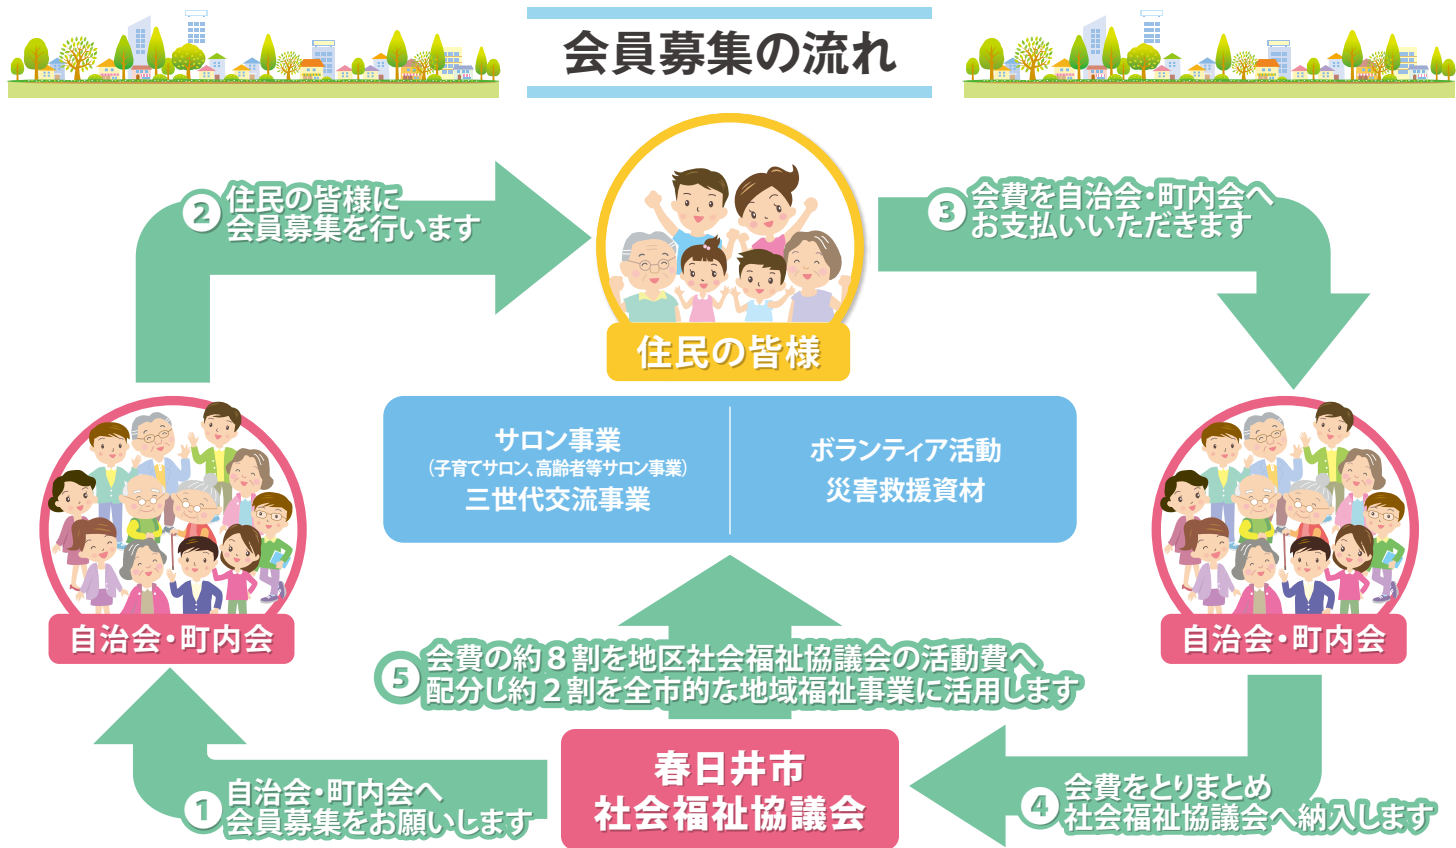 会員募集の流れ
❷ 住民の皆様に
会員募集を行います
❸ 会費を自治会・町内会へ
お支払いいただきます
住民の皆様
サロン事業
（子育てサロン、高齢者等サロン事業）
三世代交流事業
ボランティア活動
災害救援資材
自治会・町内会
自治会・町内会
❺ 会費の約８割を地区社会福祉協議会の活動費へ
配分し約２割を全市的な地域福祉事業に活用します
春日井市
社会福祉協議会
❶ 自治会・町内会へ
会員募集をお願いします
❹ 会費をとりまとめ
社会福祉協議会へ納入します